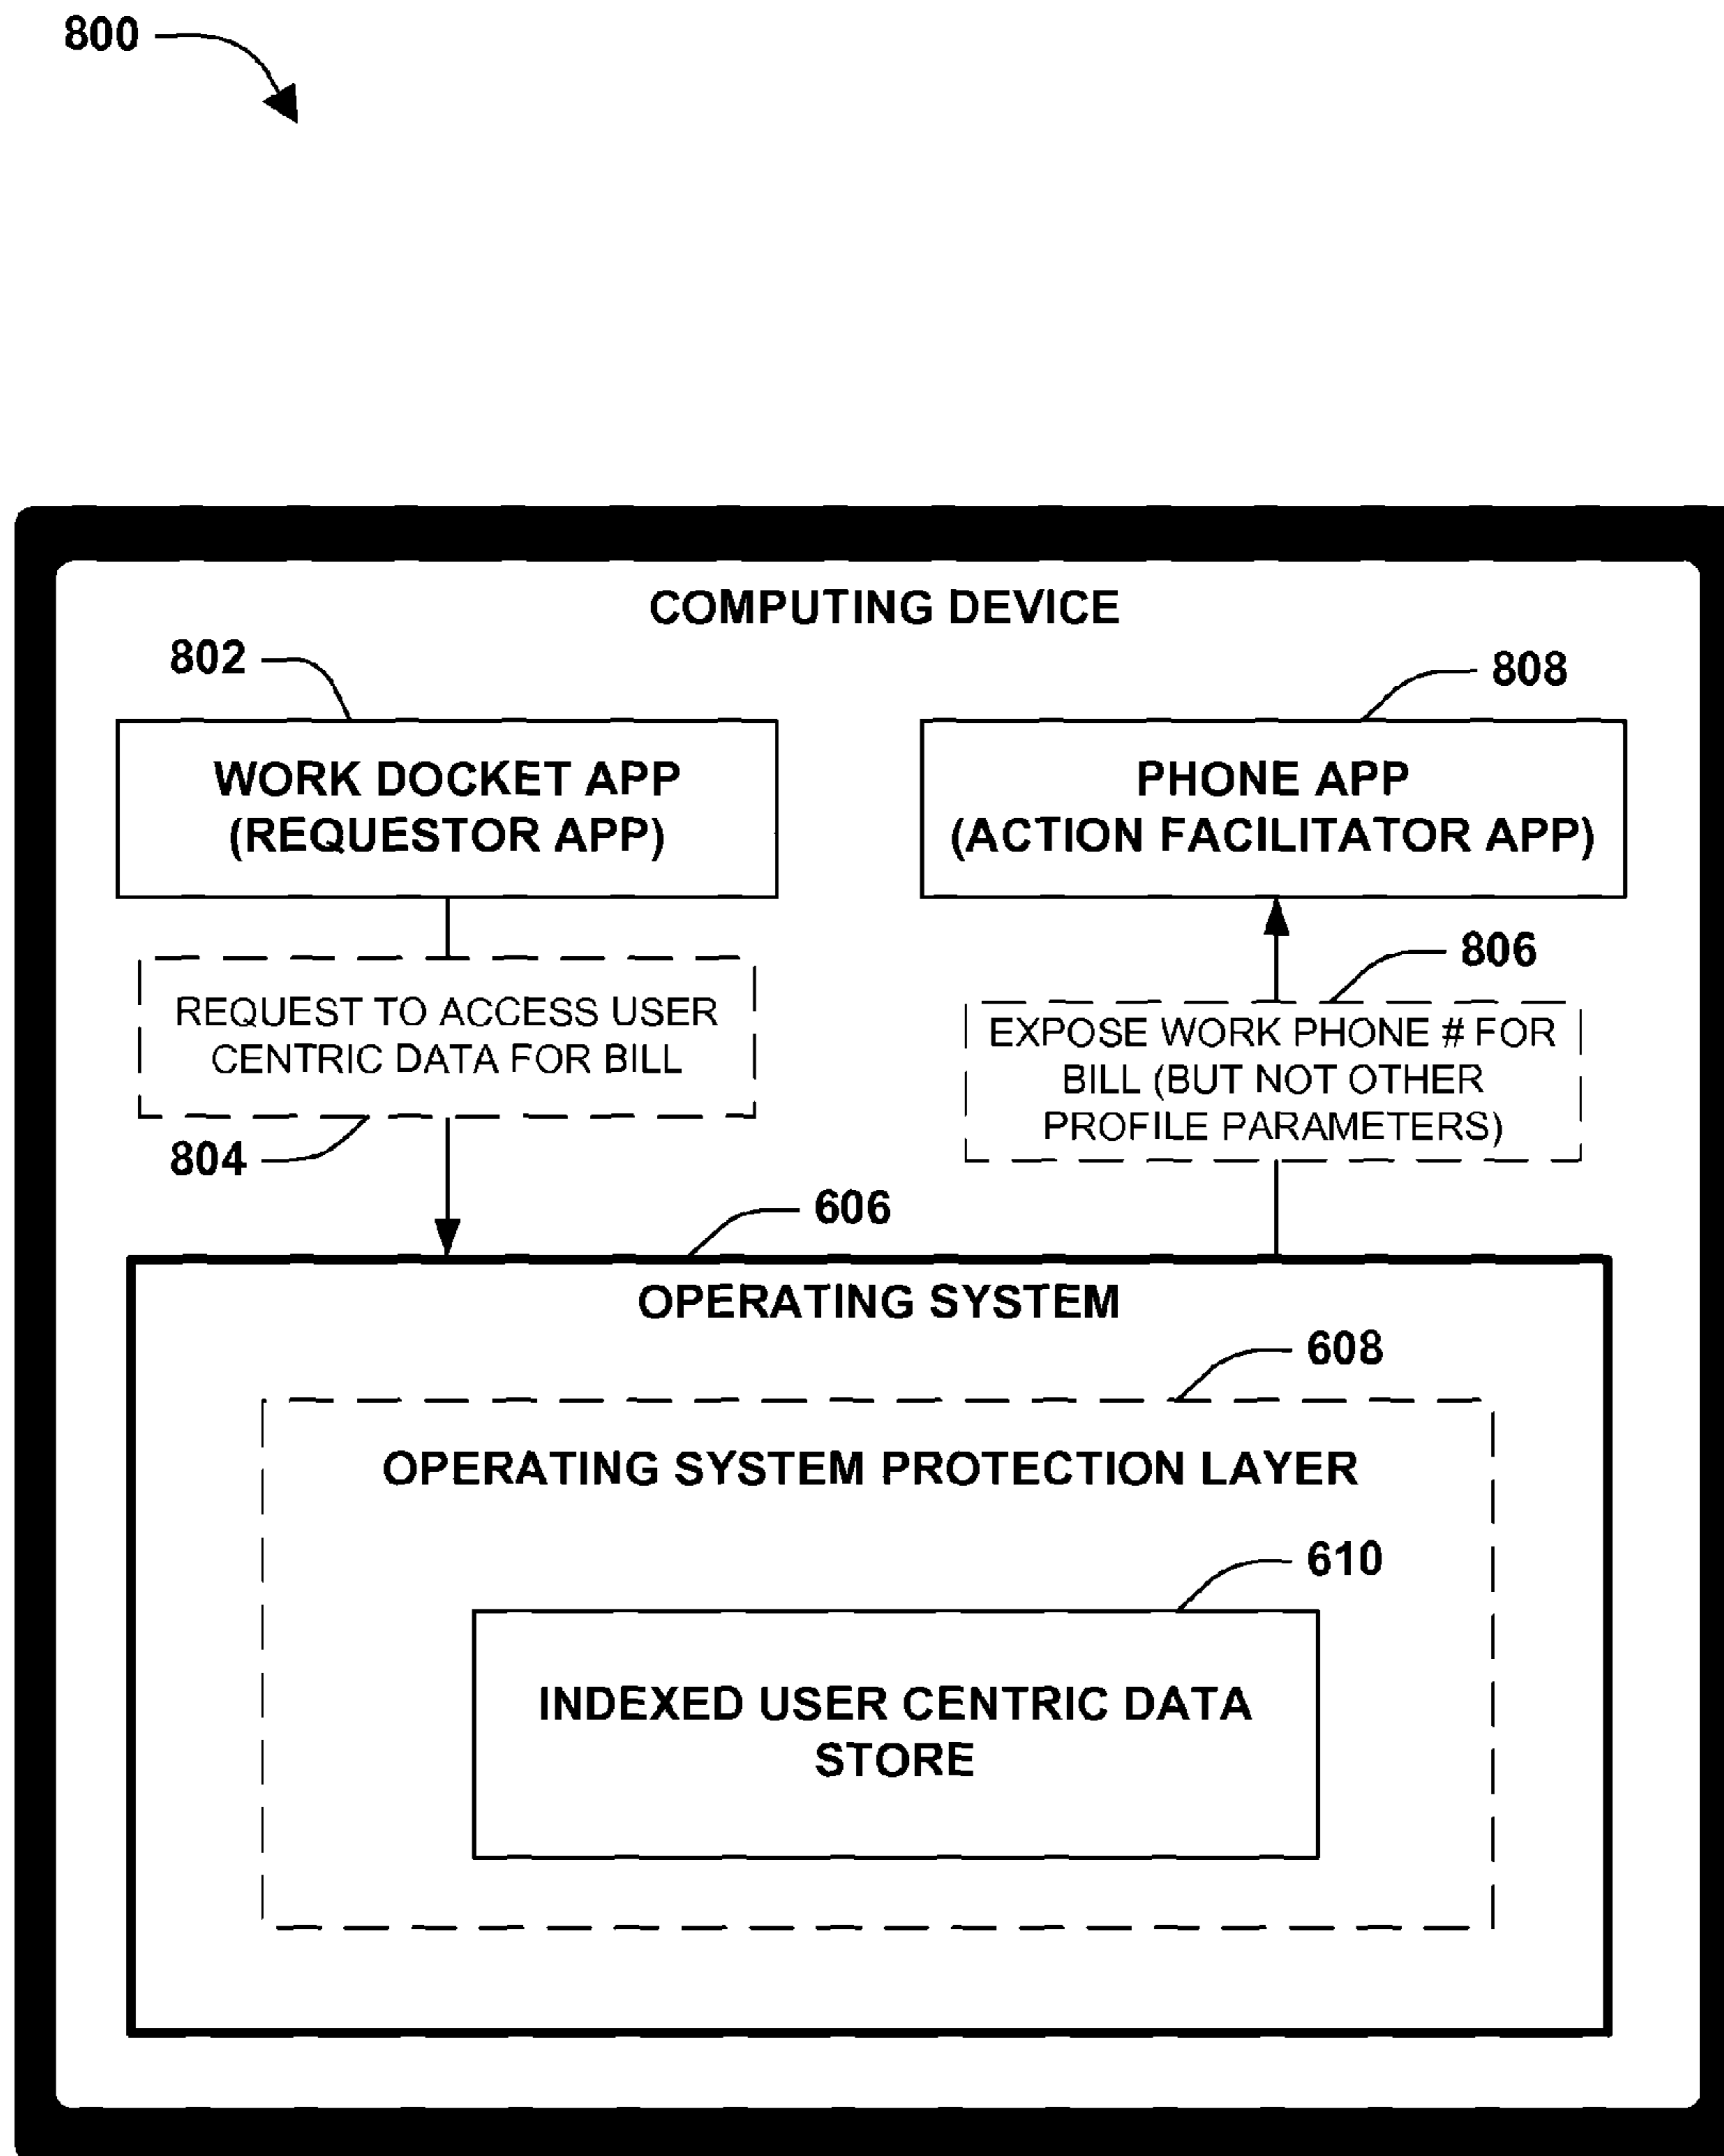 800
COMPUTING DEVICE
802
808
WORK DOCKET APP
(REQUESTOR APP)
PHONE APP
(ACTION FACILITATOR APP)
806
REQUEST TO ACCESS USER
CENTRIC DATA FOR BILL
EXPOSE WORK PHONE # FOR
BILL (BUT NOT OTHER
PROFILE PARAMETERS)
804
606
OPERATING SYSTEM
608
OPERATING SYSTEM PROTECTION LAYER
610
INDEXED USER CENTRIC DATA
STORE